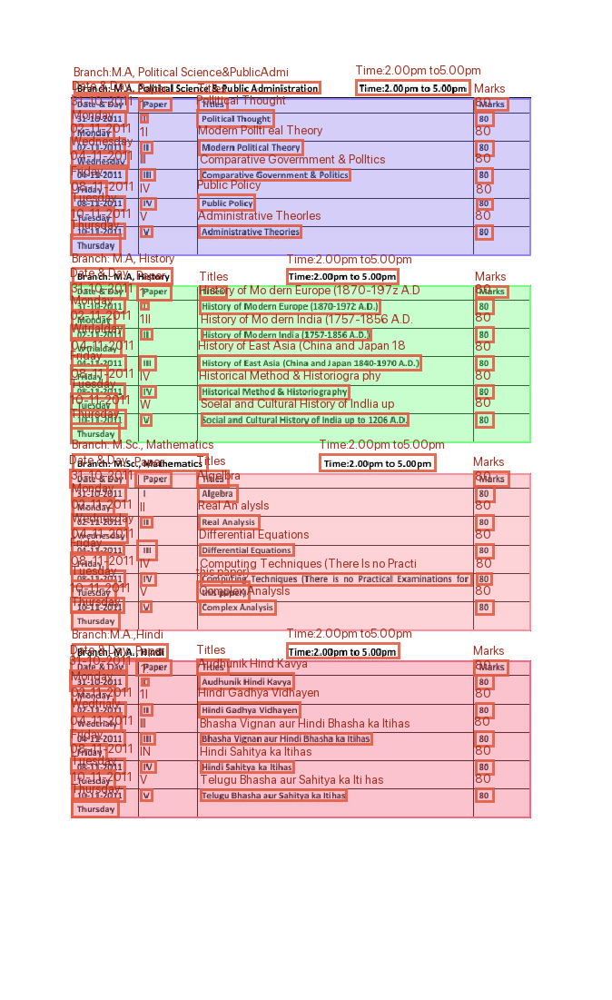 Branch: M.A, Political Science & Public Administration Time:2.00pm to 5.00pm
Date & Day Paper Titles Marks
31-10-2011 Monday I Political Thought 80
02-11-2011 Wednesday II Modern Political Theory 80
04-11-2011 Friday III Comparative Government & Politics 80
08-11-2011 Tuesday IV Public Policy 80
10-11-2011 Thursday V Administrative Theories 80
Branch: M.A, History Time:2.00pm to 5.00pm
Date & Day Paper Titles Marks
31-10-2011 Monday I History of Modern Europe (1870-1972 A.D.) 80
02-11-2011 II History of Modern India (1757-1856 A.D.) 80
04-11-2011 Friday III History of East Asia (China and Japan 1840-1970 A.D.) 80
08-11-2011 Tuesday IV Historical Method & Historiography 80
10-11-2011 Thursday V Social and Cultural History of India up to 1206 A.D. 80
Branch: M.Sc, Mathematics Time:2.00pm to 5.00pm
Date & Day Paper Titles Marks
31-10-2011 Monday I Algebra 80
02-11-2011 Wednesday II Real Analysis 80
04-11-2011 Friday III Differential Equations 80
08-11-2011 Tuesday IV Computing Techniques (There is no Practical Examinations for this paper) 80
10-11-2011 Thursday V Complex Analysis 80
Branch: M.A., Hindi Time:2.00pm to 5.00pm
Date & Day Paper Titles Marks
31-10-2011 Monday I Audhunik Hindi Kavya 80
02-11-2011 II Hindi Gadhya Vidhayen 80
04-11-2011 Friday III Bhasha Vignan aur Hindi Bhasha ka Itihas 80
08-11-2011 Tuesday IV Hindi Sahitya ka Itihas 80
10-11-2011 Thursday V Telugu Bhasha aur Sahitya ka Itihas 80